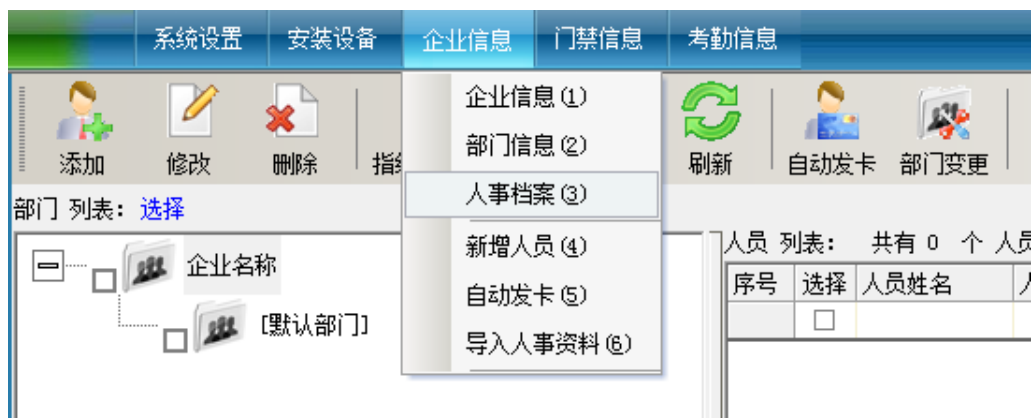 系统设置 安装设备 企业信息 门禁信息 考勤信息
添加 修改 删除 刷新 自动发卡 部门变更
企业信息(1)
部门信息(2)
人事档案(3)
新增人员(4)
自动发卡(5)
导入人事资料(6)
部门 列表: 选择
企业名称
[默认部门]
人员 列表: 共有 0 个 人员
序号 选择 人员姓名